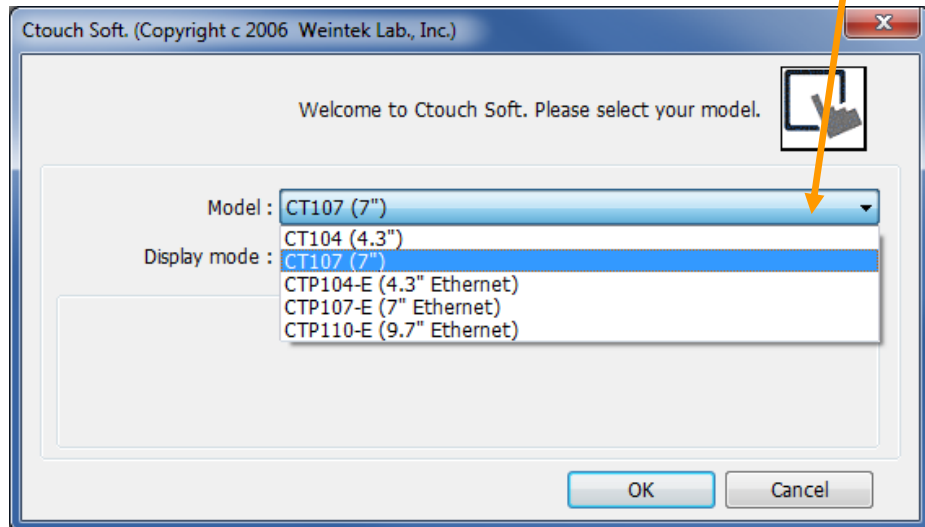 Ctouch Soft. (Copyright c 2006 Weintek Lab., Inc.)
Welcome to Ctouch Soft. Please select your model.
Model : CT107 (7")
CT104 (4.3")
Display mode : CT107 (7")
CTP104-E (4.3" Ethernet)
CTP107-E (7" Ethernet)
CTP110-E (9.7" Ethernet)
OK Cancel